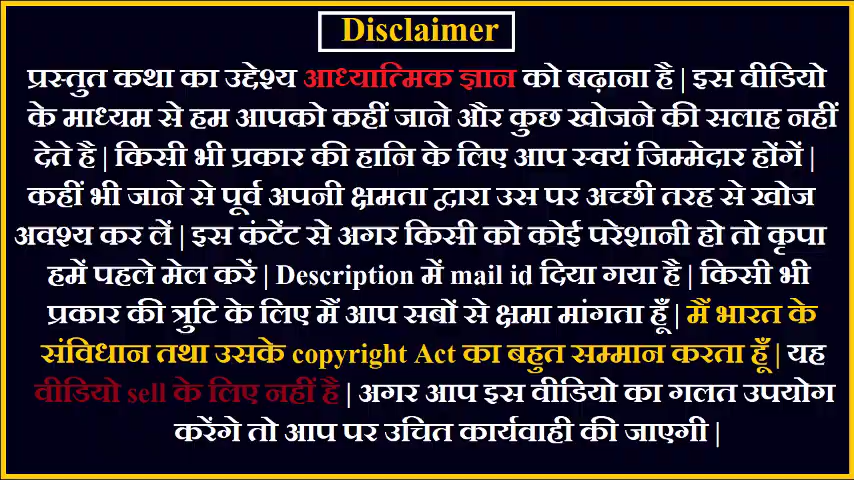 Disclaimer
प्रस्तुत कथा का उद्देश्य आध्यात्मिक ज्ञान को बढ़ाना है | इस वीडियो
के माध्यम से हम आपको कहीं जाने और कुछ खोजने की सलाह नहीं
देते है | किसी भी प्रकार की हानि के लिए आप स्वयं जिम्मेदार होंगें |
कहीं भी जाने से पूर्व अपनी क्षमता द्वारा उस पर अच्छी तरह से खोज
अवश्य कर लें | इस कंटेंट से अगर किसी को कोई परेशानी हो तो कृपा
हमें पहले मेल करें | Description में mail id दिया गया है | किसी भी
प्रकार की त्रुटि के लिए मैं आप सबों से क्षमा मांगता हूँ | मैं भारत के
संविधान तथा उसके copyright Act का बहुत सम्मान करता हूँ | यह
वीडियो sell के लिए नहीं है | अगर आप इस वीडियो का गलत उपयोग
करेंगे तो आप पर उचित कार्यवाही की जाएगी |